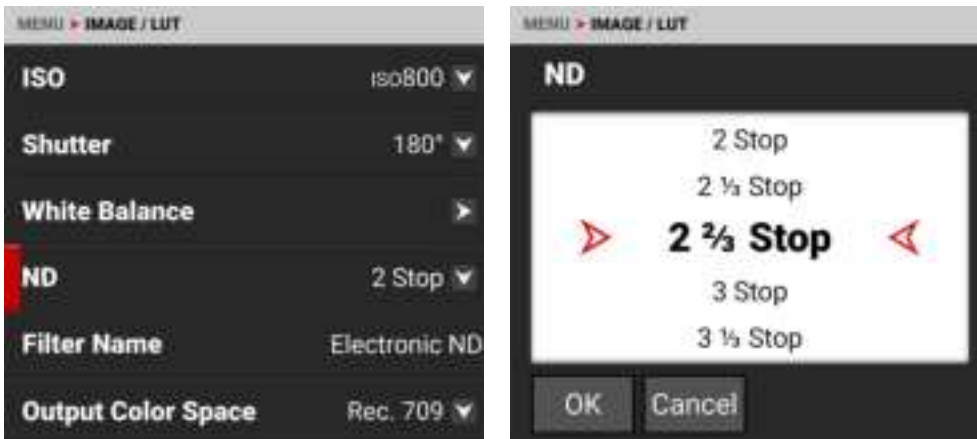 MENU > IMAGE / LUT
ISO ISO800
Shutter 180°
White Balance
ND 2 Stop
Filter Name Electronic ND
Output Color Space Rec. 709
MENU > IMAGE / LUT
ND
2 Stop
2 ⅓ Stop
2 ⅔ Stop
3 Stop
3 ⅓ Stop
OK Cancel